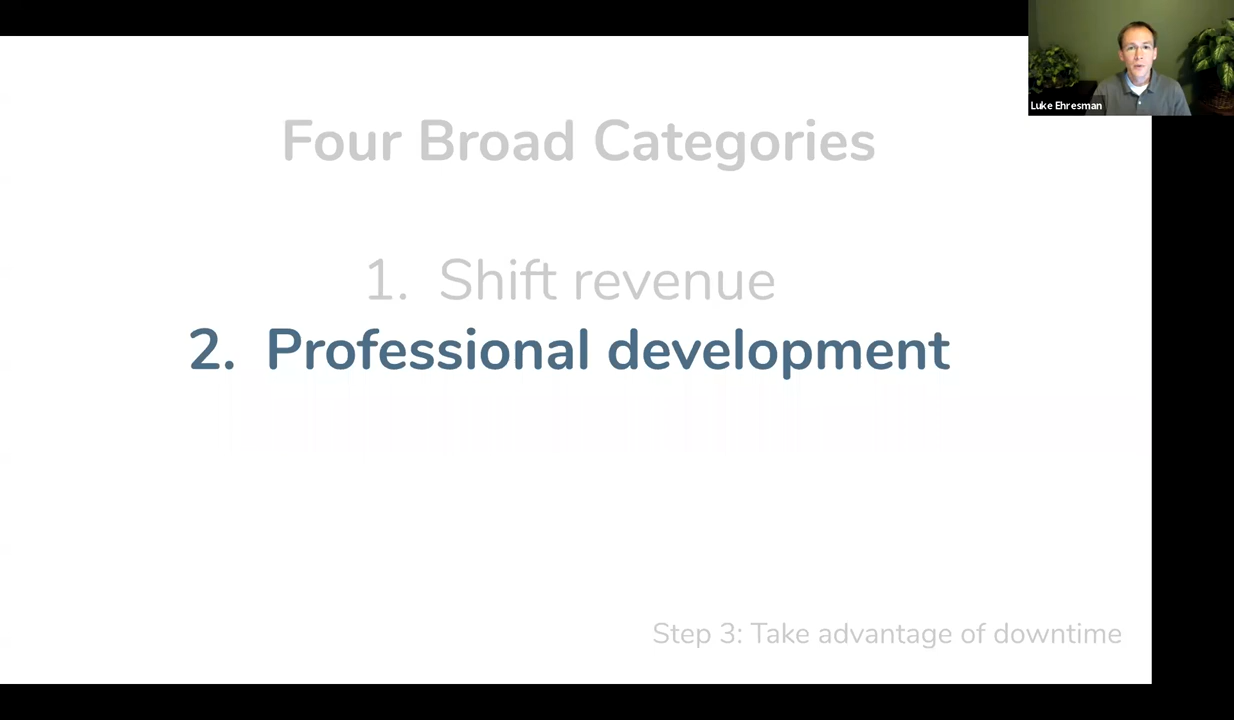 Luke Ehresman
Four Broad Categories
1. Shift revenue
2. Professional development
Step 3: Take advantage of downtime